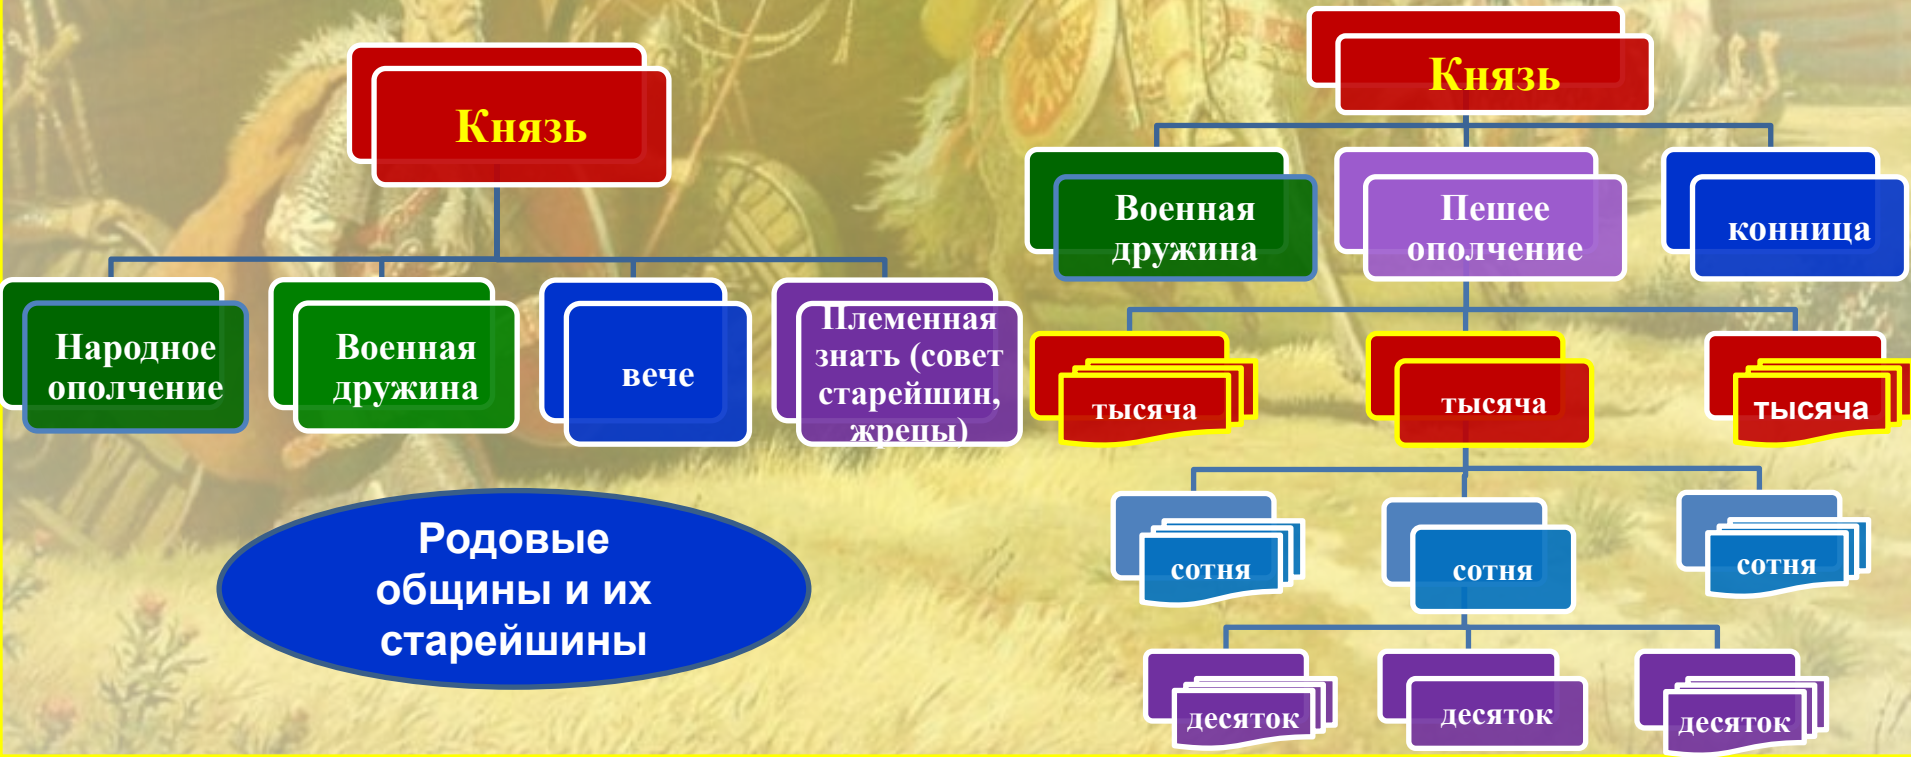 Князь
Народное
ополчение
Военная
дружина
вече
Племенная
знать (совет
старейшин,
жрецы)
Родовые
общины и их
старейшины
Князь
Военная
дружина
Пешее
ополчение
конница
тысяча
тысяча
тысяча
сотня
сотня
сотня
десяток
десяток
десяток